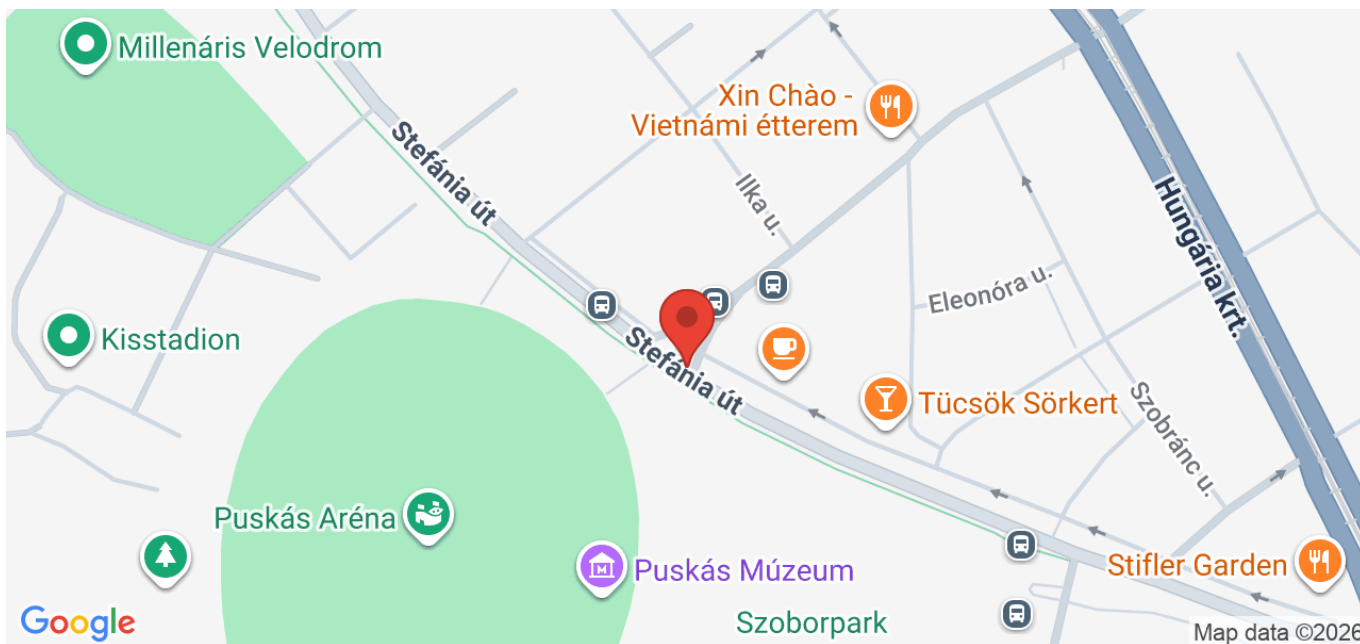 Millenáris Velodrom
Xin Chào -
Vietnámi étterem
Stefánia út
Ilka u.
Hungária krt.
Eleonóra u.
Kisstadion
Stefánia út
Tücsök Sörkert
Szobránc u.
Puskás Aréna
Puskás Múzeum
Stifler Garden
Szoborpark
Google
Map data ©2026